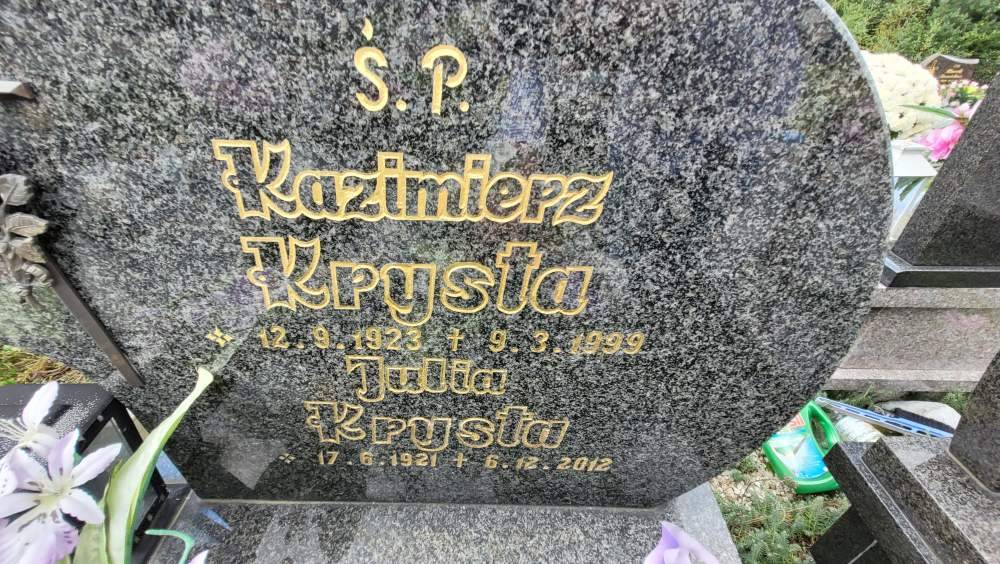 Ś. P.
Kazimierz
Krysta
12.9.1923 † 9.3.1999
Julia
Krysta
17.6.1921 † 6.12.2012